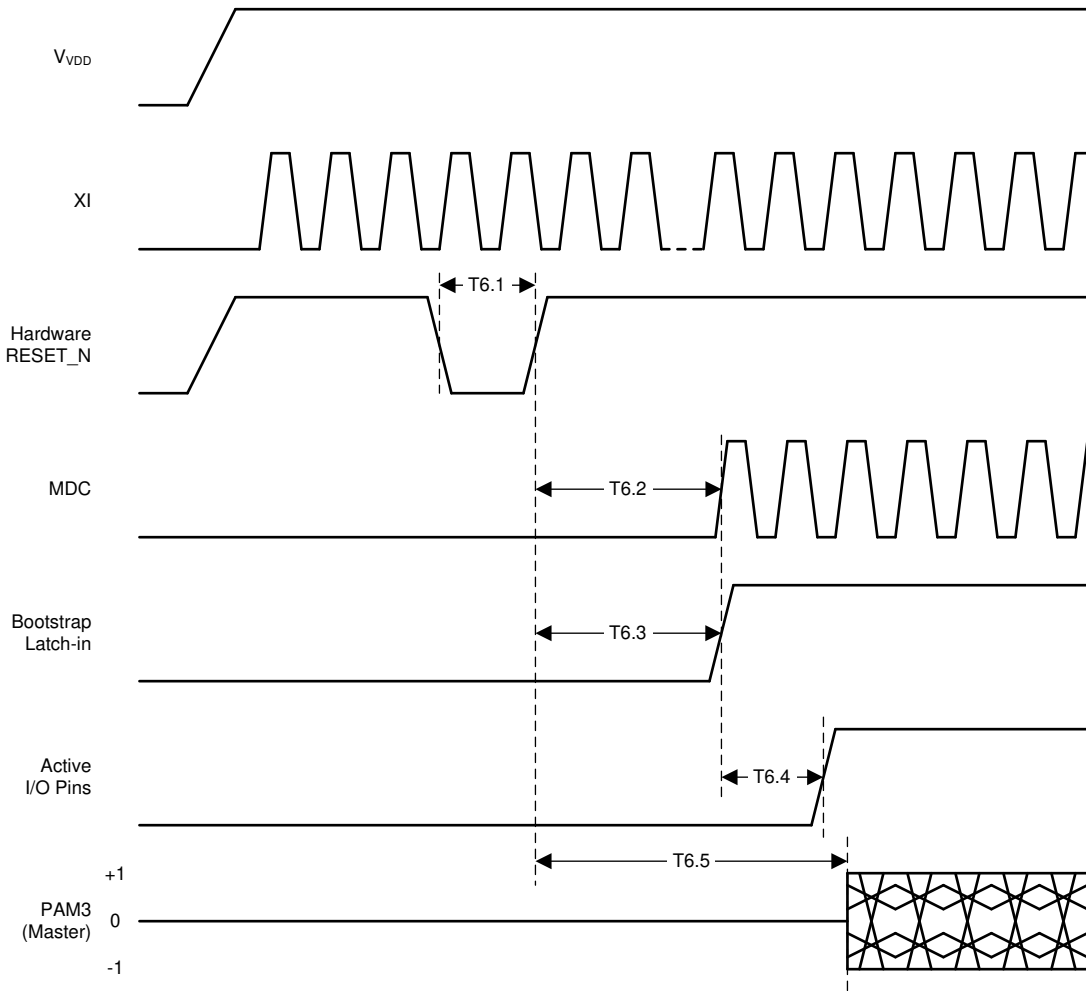 VVDD
XI
T6.1
Hardware
RESET_N
MDC
T6.2
Bootstrap
Latch-in
T6.3
Active
I/O Pins
T6.4
T6.5
+1
PAM3
(Master)
0
-1